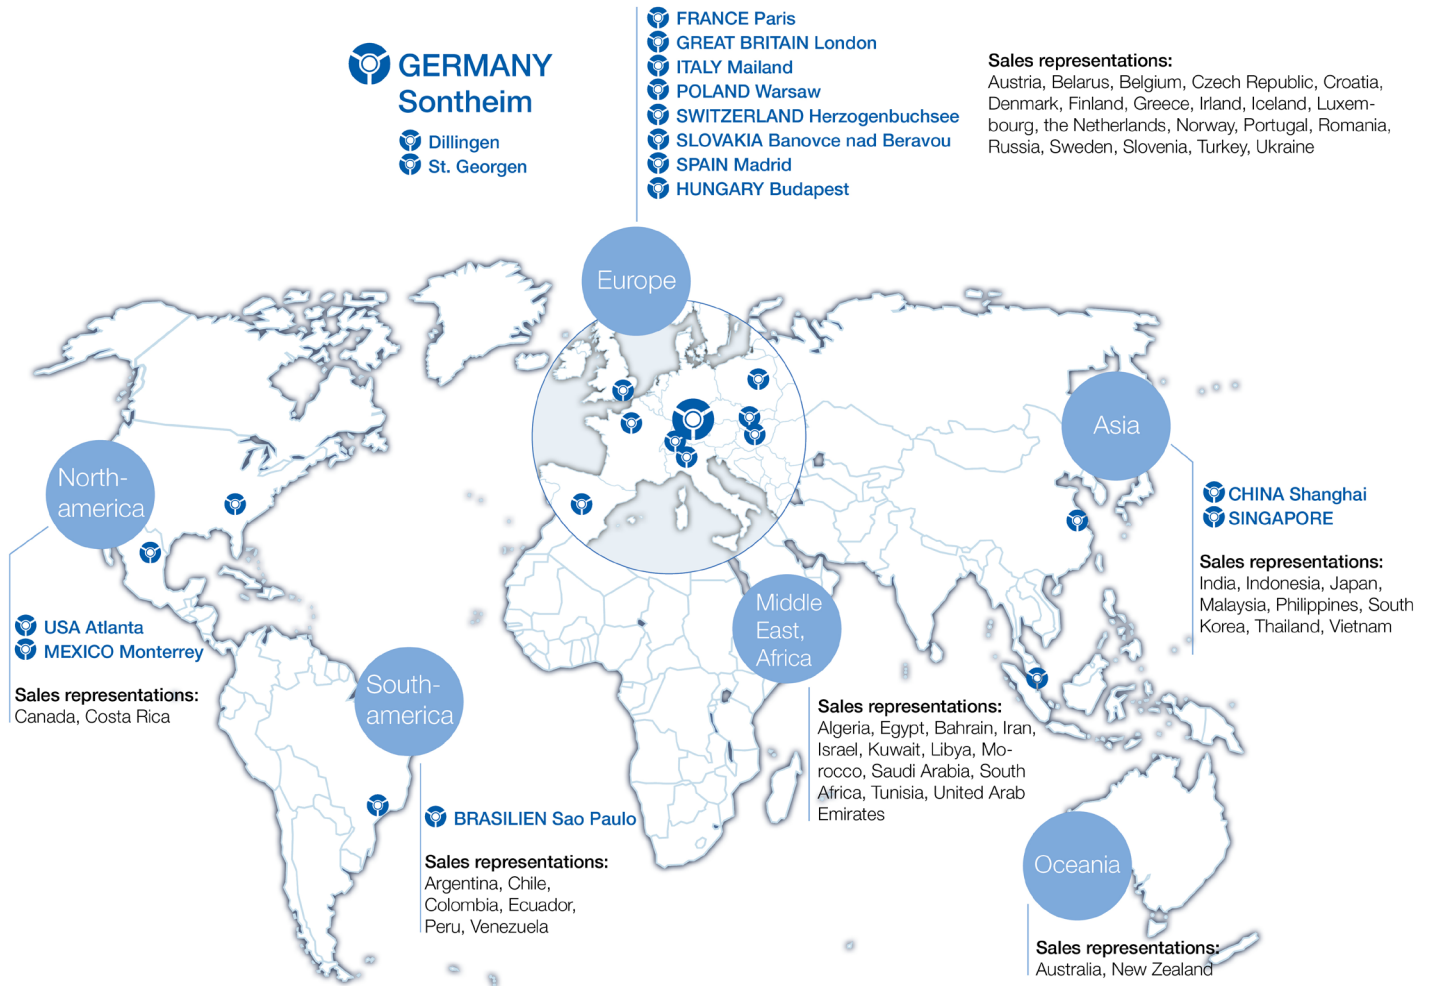 GERMANY
Sontheim
Dillingen
St. Georgen
FRANCE Paris
GREAT BRITAIN London
ITALY Mailand
POLAND Warsaw
SWITZERLAND Herzogenbuchsee
SLOVAKIA Banovce nad Beravou
SPAIN Madrid
HUNGARY Budapest
Sales representations:
Austria, Belarus, Belgium, Czech Republic, Croatia,
Denmark, Finland, Greece, Irland, Iceland, Luxem-
bourg, the Netherlands, Norway, Portugal, Romania,
Russia, Sweden, Slovenia, Turkey, Ukraine
Europe
Asia
CHINA Shanghai
SINGAPORE
Sales representations:
India, Indonesia, Japan,
Malaysia, Philippines, South
Korea, Thailand, Vietnam
North-
america
USA Atlanta
MEXICO Monterrey
Sales representations:
Canada, Costa Rica
South-
america
BRASILIEN Sao Paulo
Sales representations:
Argentina, Chile,
Colombia, Ecuador,
Peru, Venezuela
Middle
East,
Africa
Sales representations:
Algeria, Egypt, Bahrain, Iran,
Israel, Kuwait, Libya, Mo-
rocco, Saudi Arabia, South
Africa, Tunisia, United Arab
Emirates
Oceania
Sales representations:
Australia, New Zealand